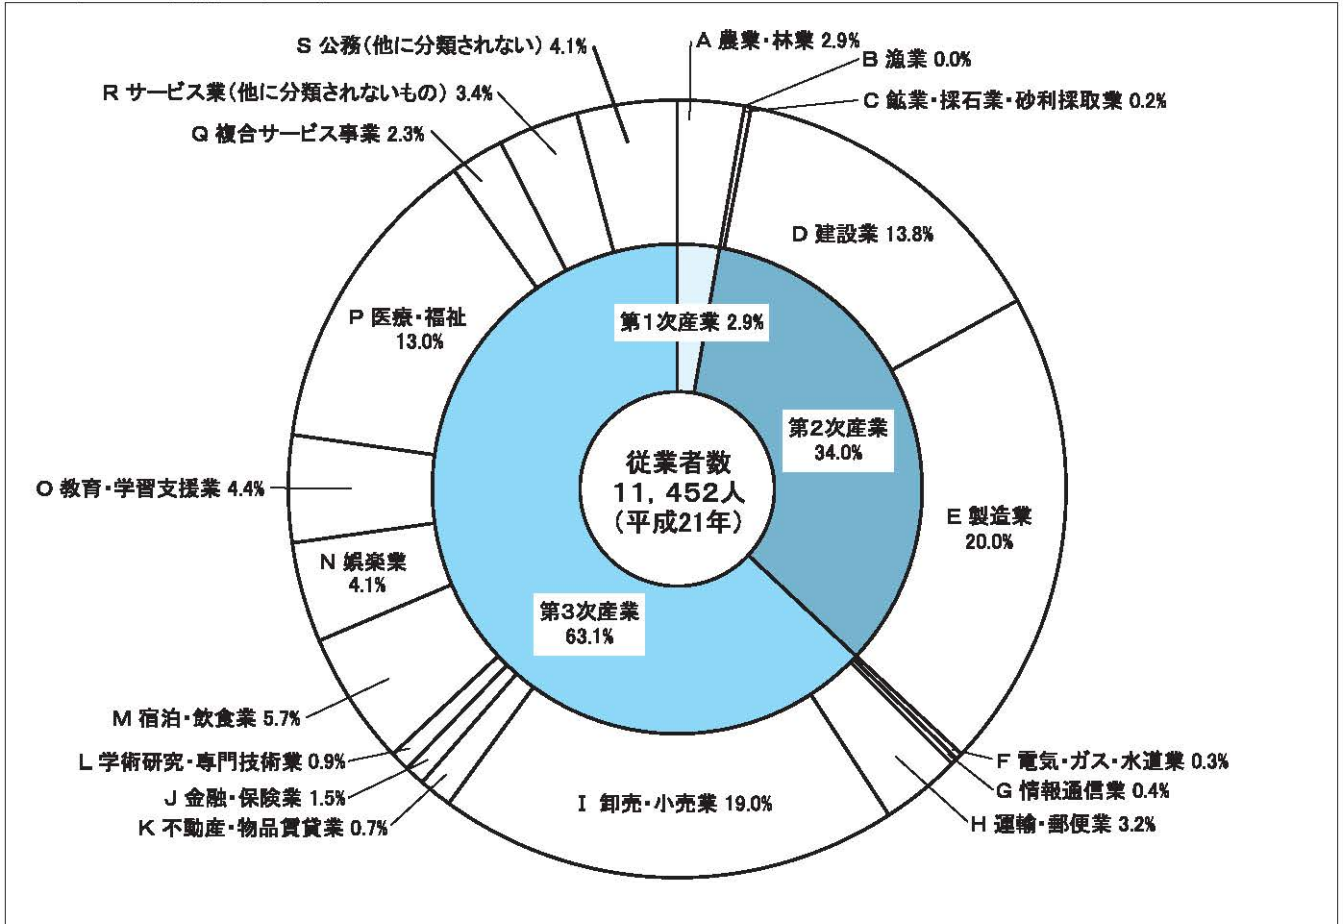 S 公務(他に分類されない) 4.1%
A 農業・林業 2.9%
B 漁業 0.0%
R サービス業(他に分類されないもの) 3.4%
C 鉱業・採石業・砂利採取業 0.2%
Q 複合サービス事業 2.3%
D 建設業 13.8%
P 医療・福祉
13.0%
第1次産業 2.9%
第2次産業
34.0%
従業者数
11,452人
(平成21年)
O 教育・学習支援業 4.4%
E 製造業
20.0%
N 娯楽業
4.1%
第3次産業
63.1%
M 宿泊・飲食業 5.7%
L 学術研究・専門技術業 0.9%
J 金融・保険業 1.5%
K 不動産・物品賃貸業 0.7%
I 卸売・小売業 19.0%
F 電気・ガス・水道業 0.3%
G 情報通信業 0.4%
H 運輸・郵便業 3.2%